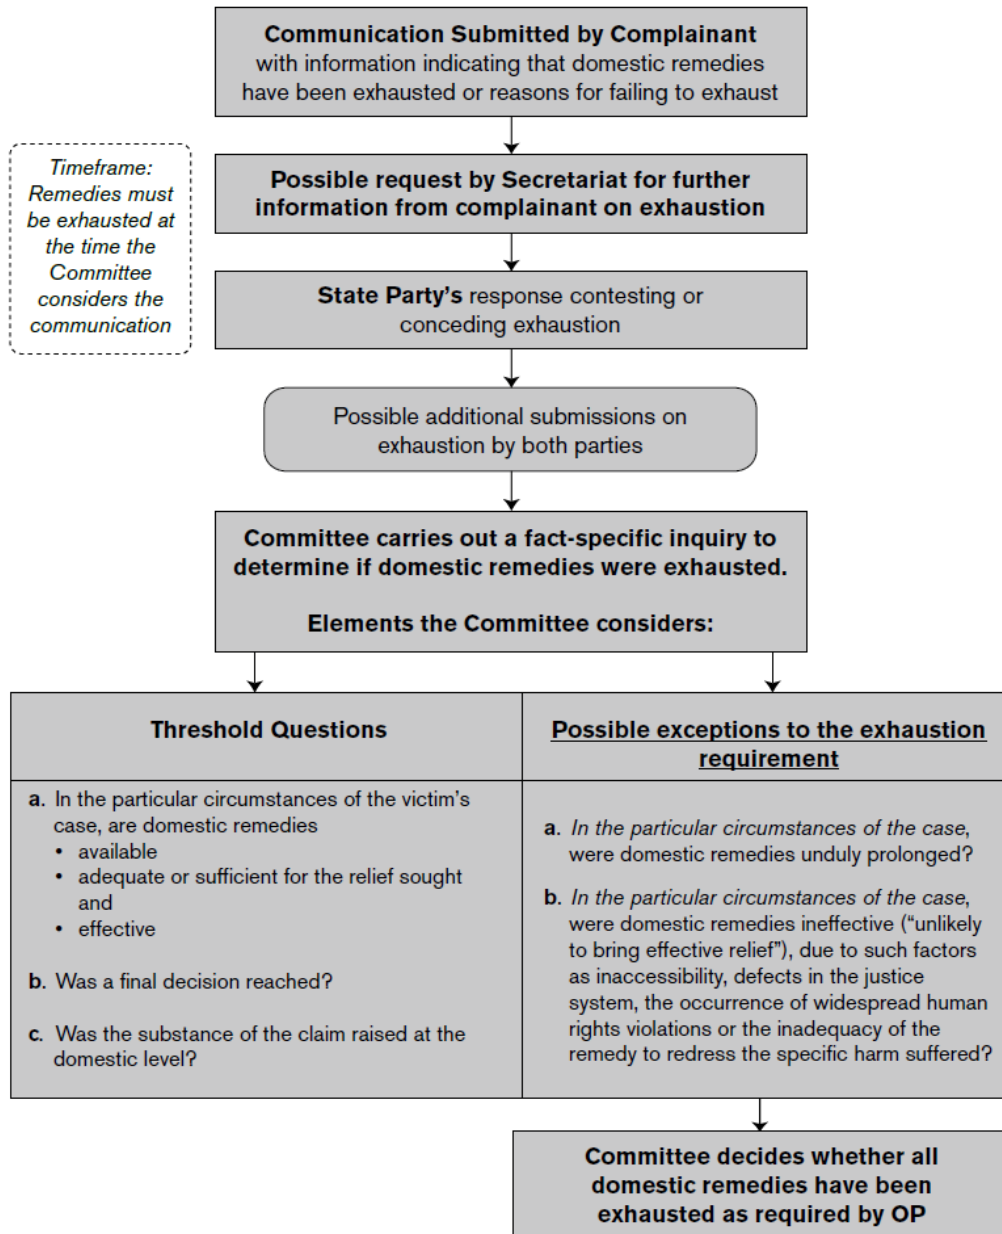 Communication Submitted by Complainant
with information indicating that domestic remedies
have been exhausted or reasons for failing to exhaust
Timeframe:
Remedies must
be exhausted at
the time the
Committee
considers the
communication
Possible request by Secretariat for further
information from complainant on exhaustion
State Party's response contesting or
conceding exhaustion
Possible additional submissions on
exhaustion by both parties
Committee carries out a fact-specific inquiry to
determine if domestic remedies were exhausted.
Elements the Committee considers:
Threshold Questions
a. In the particular circumstances of the victim's
case, are domestic remedies
• available
• adequate or sufficient for the relief sought
and
• effective
b. Was a final decision reached?
c. Was the substance of the claim raised at the
domestic level?
Possible exceptions to the exhaustion
requirement
a. In the particular circumstances of the case,
were domestic remedies unduly prolonged?
b. In the particular circumstances of the case,
were domestic remedies ineffective (“unlikely
to bring effective relief”), due to such factors
as inaccessibility, defects in the justice
system, the occurrence of widespread human
rights violations or the inadequacy of the
remedy to redress the specific harm suffered?
Committee decides whether all
domestic remedies have been
exhausted as required by OP